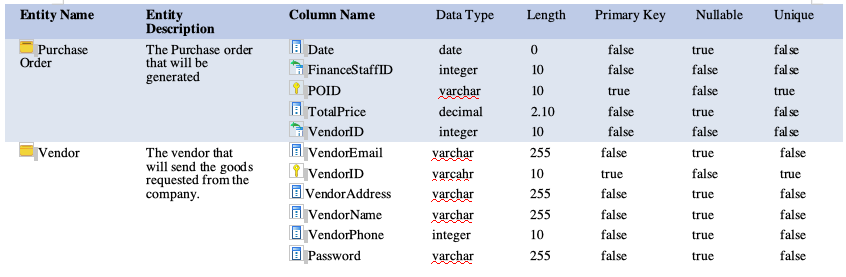 Entity Name Entity Description Column Name Data Type Length Primary Key Nullable Unique
Purchase Order The Purchase order that will be generated Date date 0 false true false
FinanceStaffID integer 10 false false false
POID varchar 10 true false true
TotalPrice decimal 2.10 false true false
VendorID integer 10 false false false
Vendor The vendor that will send the goods requested from the company. VendorEmail varchar 255 false true false
VendorID varcahr 10 true false true
VendorAddress varchar 255 false true false
VendorName varchar 255 false true false
VendorPhone integer 10 false true false
Password varchar 255 false true false